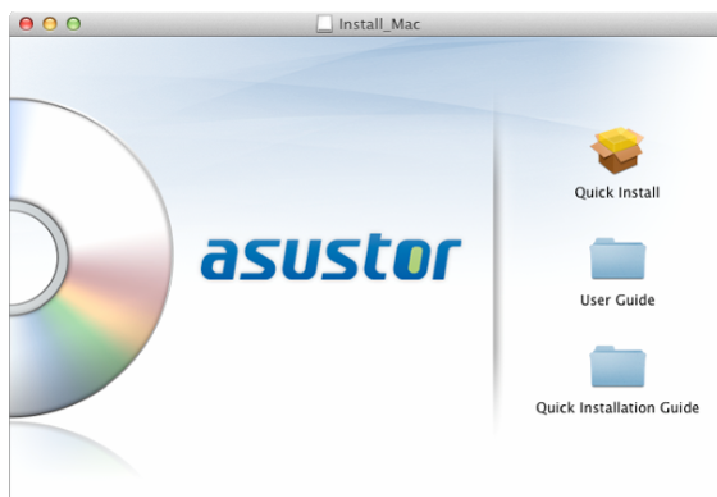 Install_Mac
asustor
Quick Install
User Guide
Quick Installation Guide